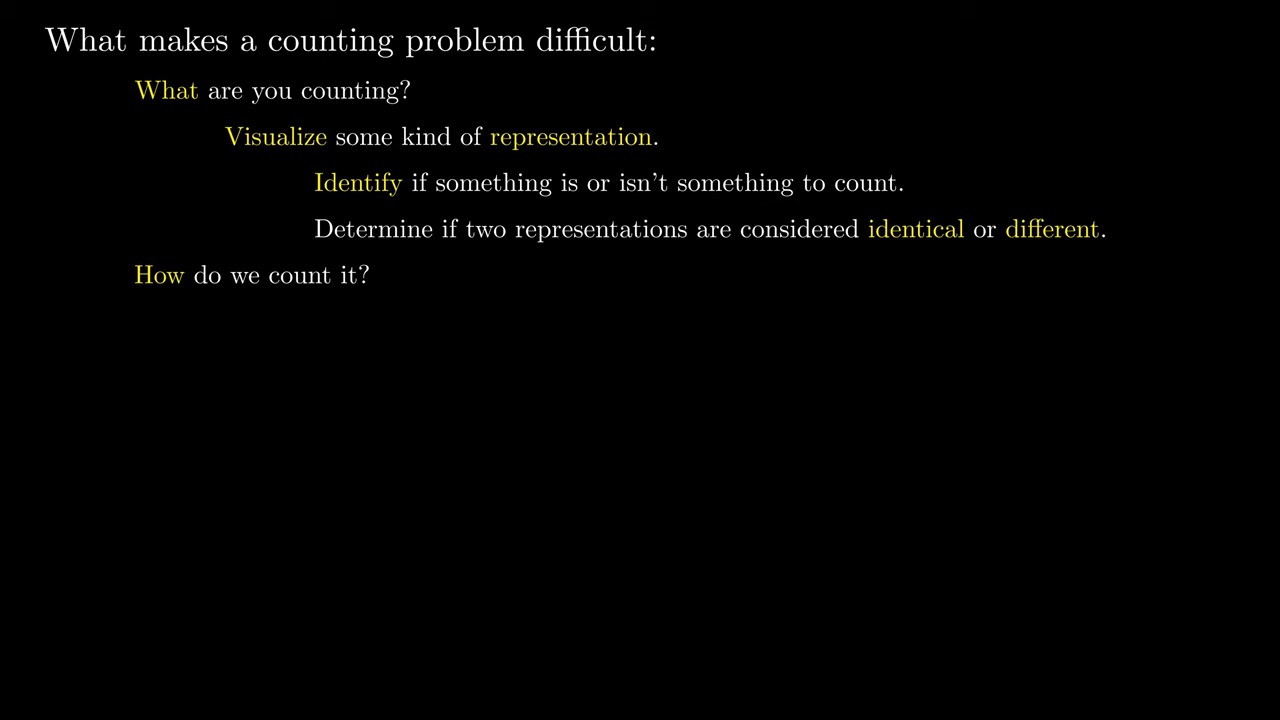 What makes a counting problem difficult:
What are you counting?
Visualize some kind of representation.
Identify if something is or isn't something to count.
Determine if two representations are considered identical or different.
How do we count it?